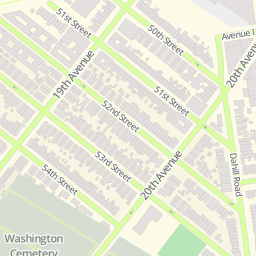 51st Street
50th Street
Avenue I
19th Avenue
20th Avenue
51st Street
52nd Street
53rd Street
54th Street
20th Avenue
Dahill Road
Washington
Cemetery